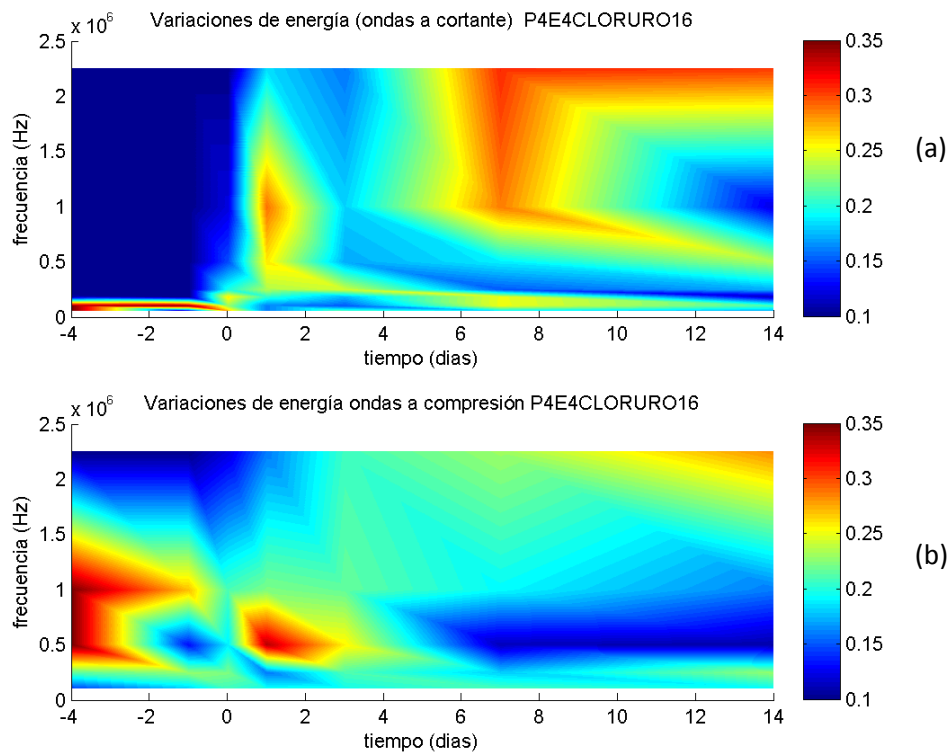 Variaciones de energía (ondas a cortante) P4E4CLORURO16
x 10^6
2.5
2
1.5
1
0.5
0
frecuencia (Hz)
-4 -2 0 2 4 6 8 10 12 14
tiempo (dias)
0.35
0.3
0.25
0.2
0.15
0.1
(a)
Variaciones de energía ondas a compresión P4E4CLORURO16
x 10^6
2.5
2
1.5
1
0.5
0
frecuencia (Hz)
-4 -2 0 2 4 6 8 10 12 14
tiempo (dias)
0.35
0.3
0.25
0.2
0.15
0.1
(b)